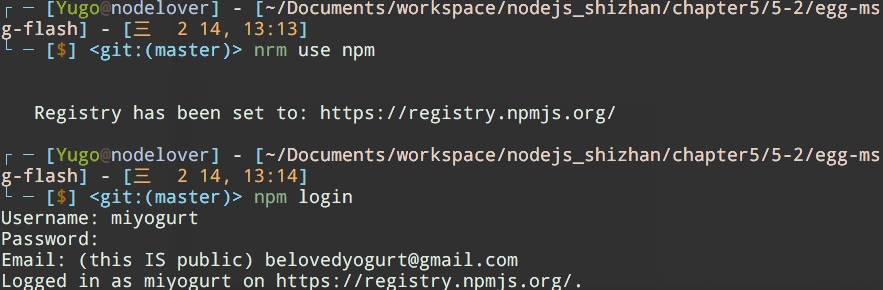 ┌ ─ [Yugo@nodelover] - [~/Documents/workspace/nodejs_shizhan/chapter5/5-2/egg-ms
g-flash] - [三  2 14, 13:13]
└ ─ [$] <git:(master)> nrm use npm
   Registry has been set to: https://registry.npmjs.org/
┌ ─ [Yugo@nodelover] - [~/Documents/workspace/nodejs_shizhan/chapter5/5-2/egg-ms
g-flash] - [三  2 14, 13:14]
└ ─ [$] <git:(master)> npm login
Username: miyogurt
Password:
Email: (this IS public) belovedyogurt@gmail.com
Logged in as miyogurt on https://registry.npmjs.org/.